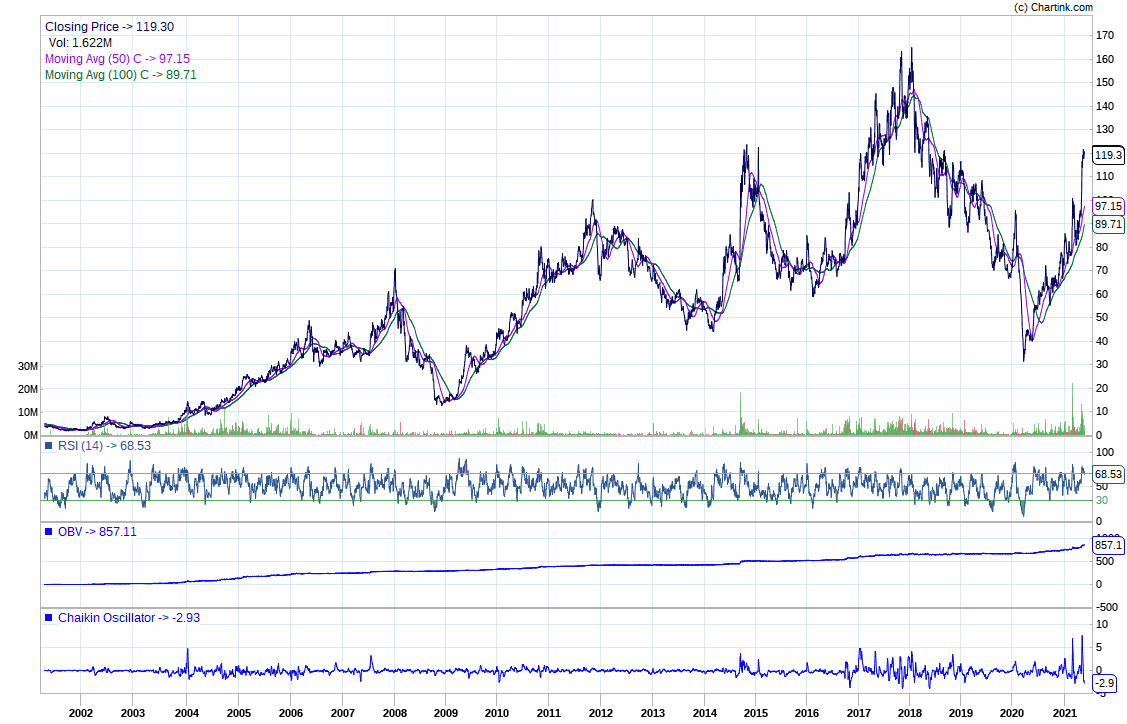 (c) Chartink.com
Closing Price -> 119.30
Vol: 1.622M
Moving Avg (50) C -> 97.15
Moving Avg (100) C -> 89.71
170
160
150
140
130
119.3
110
97.15
89.71
80
70
60
50
40
30
20
10
0
30M
20M
10M
0M
RSI (14) -> 68.53
100
68.53
50
30
0
OBV -> 857.11
1000
857.1
500
0
-500
Chaikin Oscillator -> -2.93
10
5
0
-2.9
-5
2002 2003 2004 2005 2006 2007 2008 2009 2010 2011 2012 2013 2014 2015 2016 2017 2018 2019 2020 2021